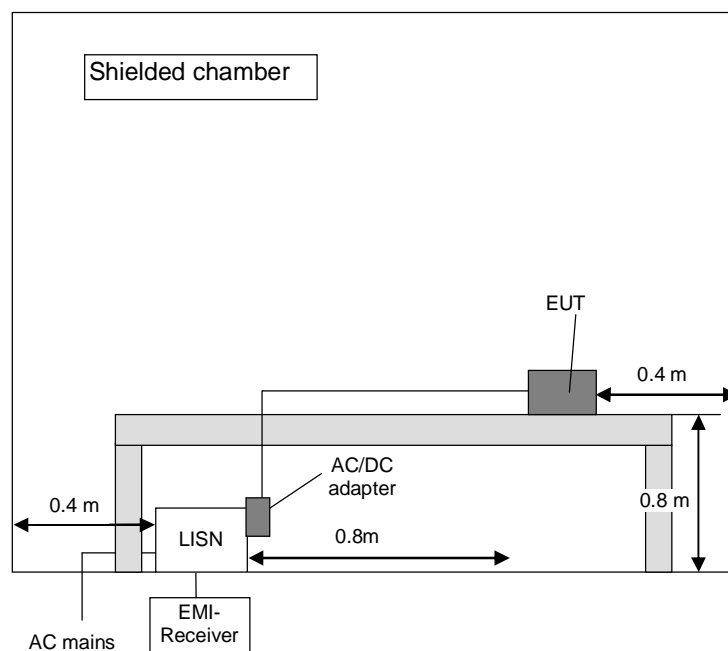 Shielded chamber
EUT
0.4 m
AC/DC
adapter
0.4 m
0.8 m
LISN
0.8m
EMI-
Receiver
AC mains